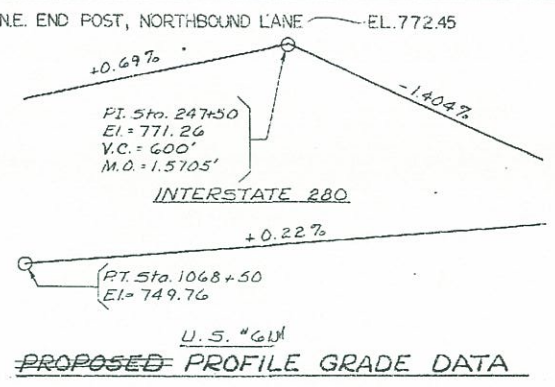 N.E. END POST, NORTHBOUND LANE EL. 772.45
+0.69%
-1.404%
P.I. Sta. 247+50
El. = 771.26
V.C. = 600'
M.O. = 1.5705'
INTERSTATE 280
+0.22%
P.T. Sta. 1068+50
El. = 749.76
U.S. #6
PROPOSED PROFILE GRADE DATA